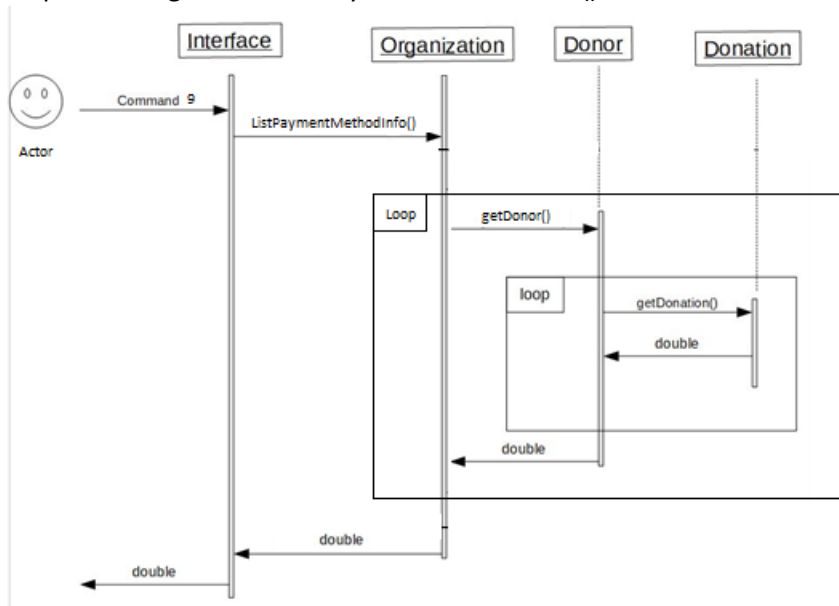 Interface
Organization
Donor
Donation
Command 9
ListPaymentMethodInfo()
Actor
Loop
getDonor()
loop
getDonation()
double
double
double
double